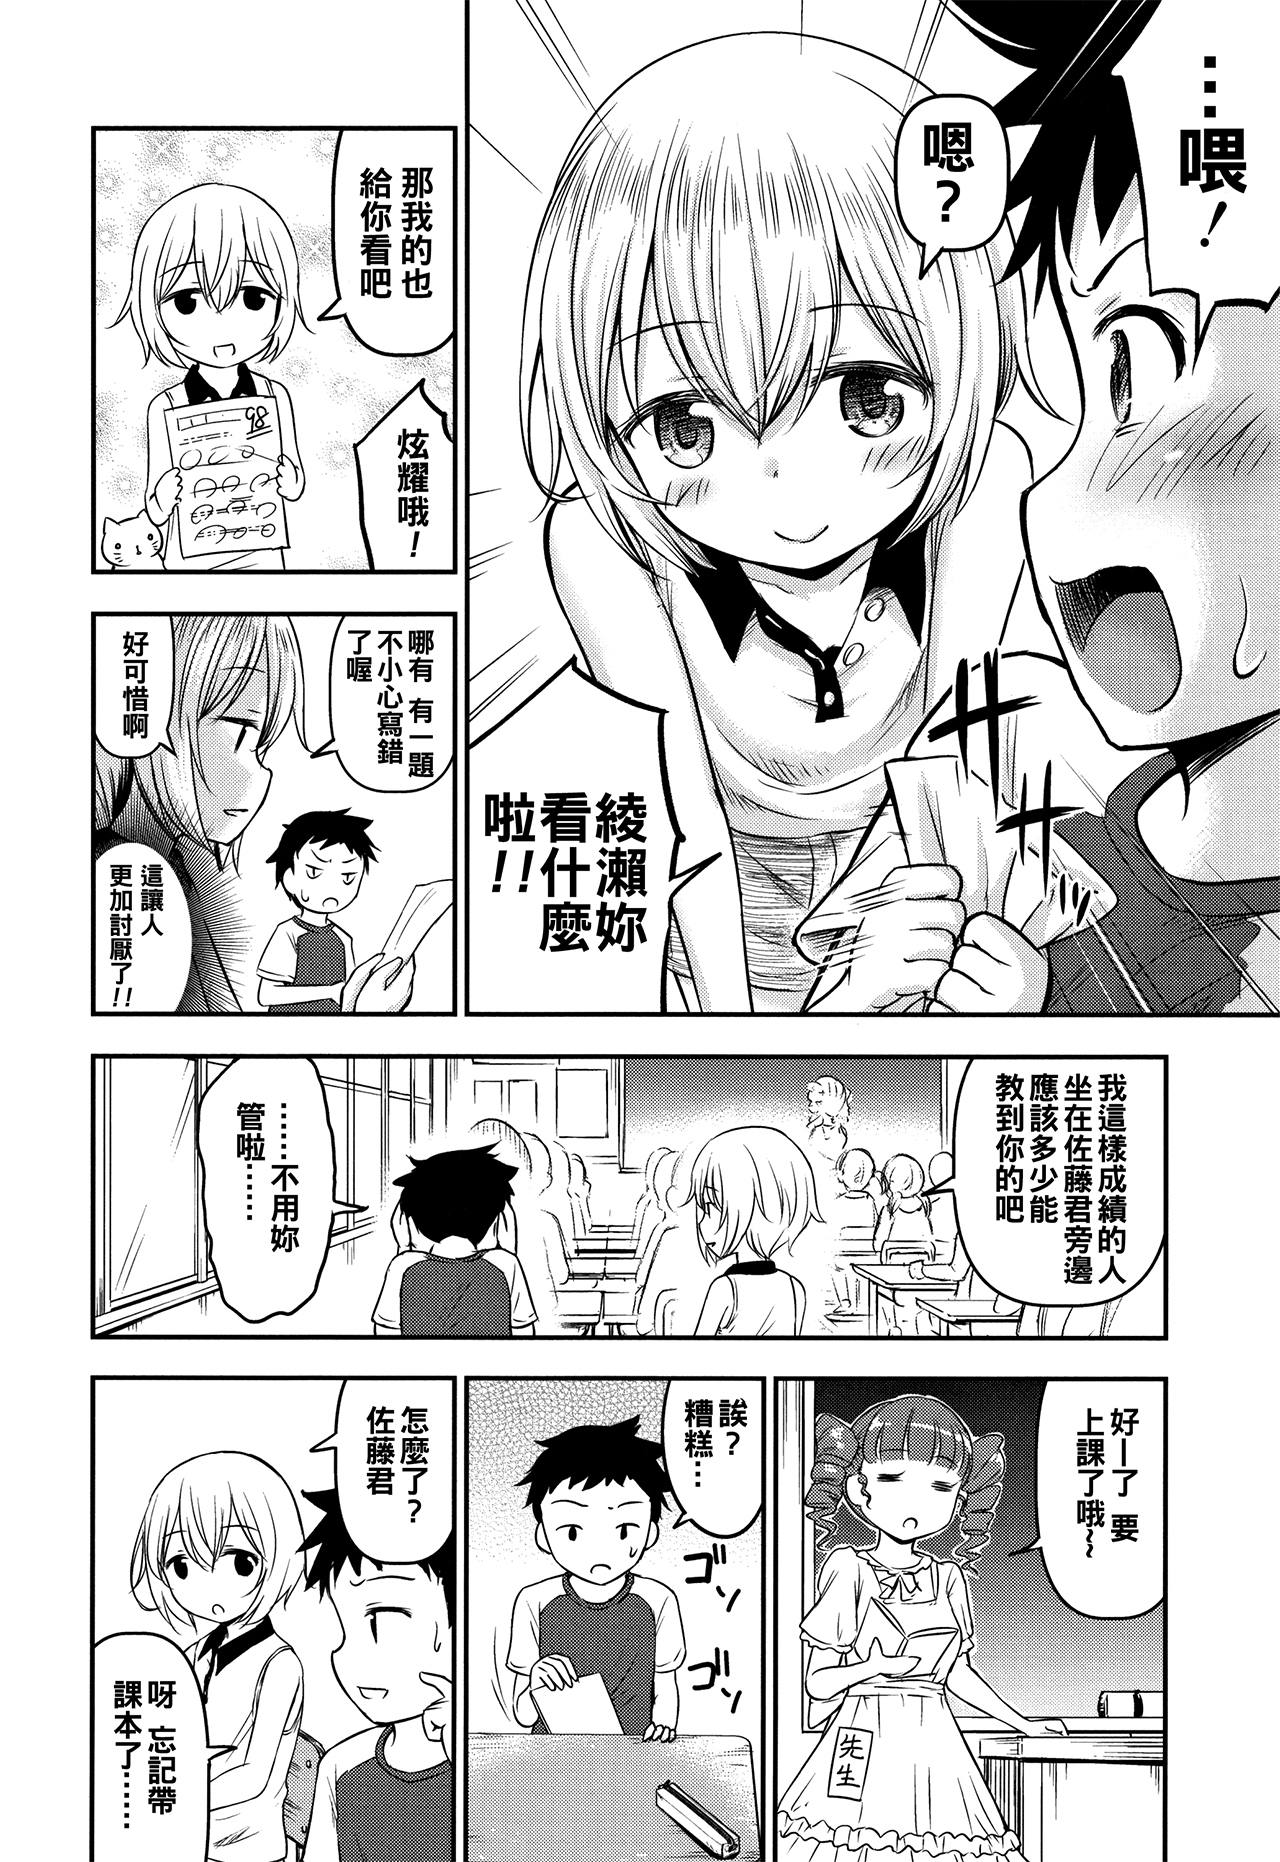 …喂！
嗯？
綾瀨妳
看什麼
啦！！
那我的也
給你看吧
98
炫耀哦！
哪有 有一題
不小心寫錯
了喔
好可惜啊
這讓人
更加討厭了！！
我這樣成績的人
坐在佐藤君旁邊
應該多少能
教到你的吧
……不用妳
管啦……
好ー了 要
上課了哦~~
先生
誒？
糟糕…
ゴソ
ゴソ
怎麼了？
佐藤君
呀 忘記帶
課本了……